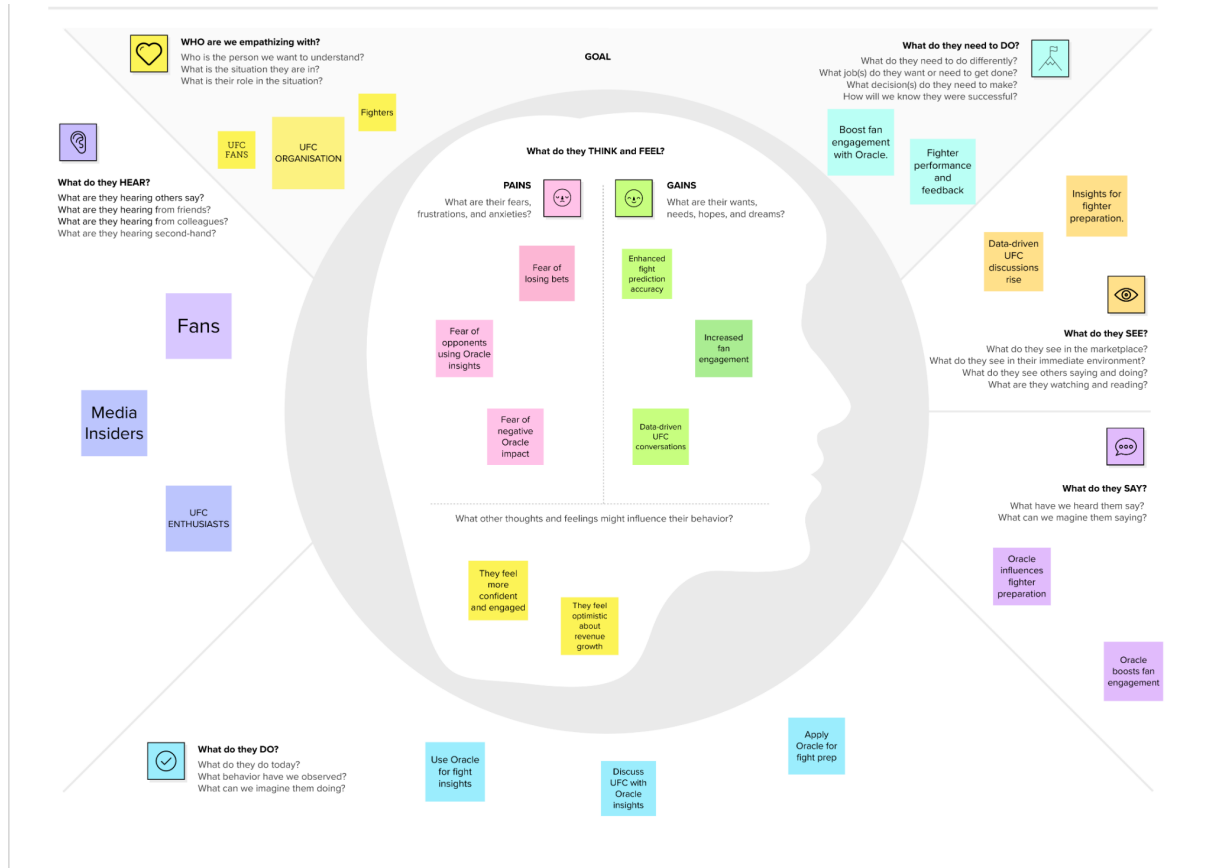 WHO are we empathizing with?
Who is the person we want to understand?
What is the situation they are in?
What is their role in the situation?
UFC
FANS
UFC
ORGANISATION
Fighters
GOAL
What do they need to DO?
What do they need to do differently?
What job(s) do they want or need to get done?
What decision(s) do they need to make?
How will we know they were successful?
Boost fan
engagement
with Oracle.
Fighter
performance
and
feedback
What do they HEAR?
What are they hearing others say?
What are they hearing from friends?
What are they hearing from colleagues?
What are they hearing second-hand?
Fans
Media
Insiders
UFC
ENTHUSIASTS
What do they THINK and FEEL?
PAINS
What are their fears,
frustrations, and anxieties?
Fear of
losing bets
Fear of
opponents
using Oracle
insights
Fear of
negative
Oracle
impact
GAINS
What are their wants,
needs, hopes, and dreams?
Enhanced
fight
prediction
accuracy
Increased
fan
engagement
Data-driven
UFC
conversations
What other thoughts and feelings might influence their behavior?
They feel
more
confident
and engaged
They feel
optimistic
about
revenue
growth
Insights for
fighter
preparation.
Data-driven
UFC
discussions
rise
What do they SEE?
What do they see in the marketplace?
What do they see in their immediate environment?
What do they see others saying and doing?
What are they watching and reading?
What do they SAY?
What have we heard them say?
What can we magine them saying?
Oracle
influences
fighter
preparation
Oracle
boosts fan
engagement
What do they DO?
What do they do today?
What behavior have we observed?
What can we imagine them doing?
Use Oracle
for fight
insights
Discuss
UFC with
Oracle
insights
Apply
Oracle for
fight prep